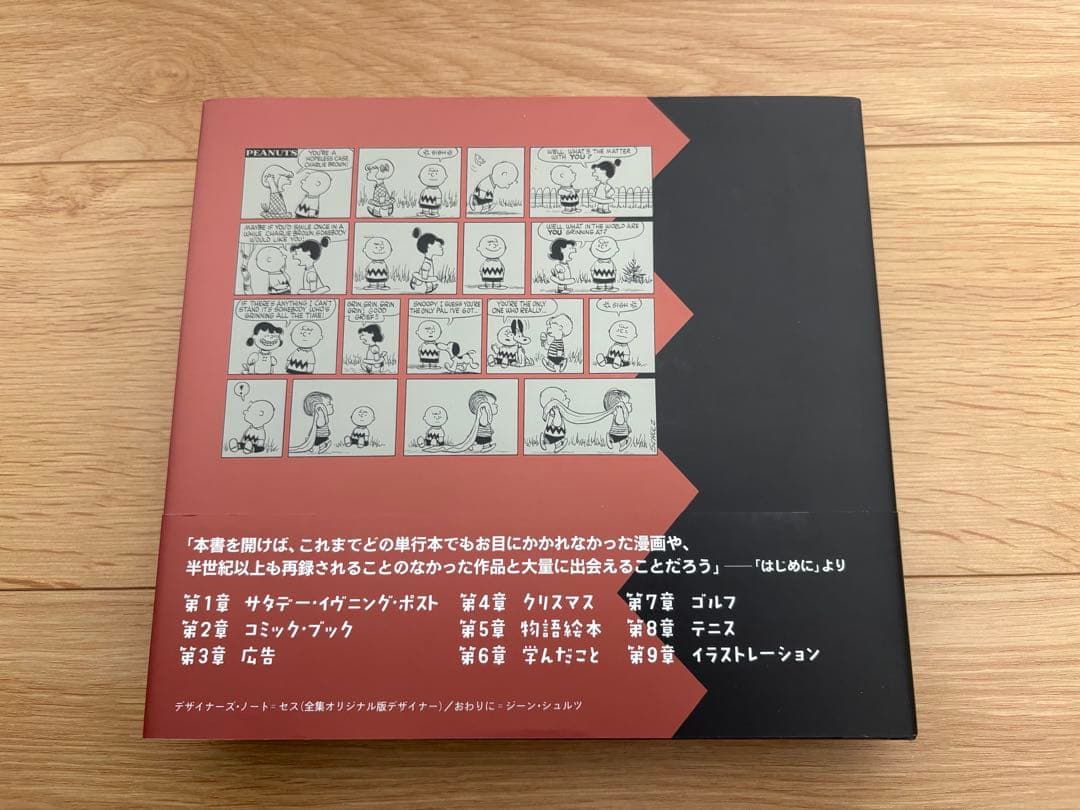 PEANUTS
YOU'RE A
HOPELESS CASE,
CHARLIE BROWN!
SIGH
WELL, WHAT'S THE MATTER
WITH YOU?
MAYBE IF YOU'D SMILE ONCE IN A
WHILE, CHARLIE BROWN, SOMEBODY
WOULD LIKE YOU!
WELL, WHAT IN THE WORLD ARE
YOU GRINNING AT?
IF THERE'S ANYTHING I CAN'T
STAND IT'S SOMEBODY WHO'S
GRINNING ALL THE TIME!
GRIN, GRIN, GRIN,
GRIN! GOOD
GRIEF!!
SNOOPY, I GUESS YOU'RE
THE ONLY PAL I'VE GOT...
YOU'RE THE ONLY
ONE WHO REALLY...
SIGH
!
SCHULZ
「本書を開けば、これまでどの単行本でもお目にかかれなかった漫画や、
半世紀以上も再録されることのなかった作品と大量に出会えることだろう」──「はじめに」より
第1章 サタデー・イヴニング・ポスト 第4章 クリスマス 第7章 ゴルフ
第2章 コミック・ブック 第5章 物語絵本 第8章 テニス
第3章 広告 第6章 学んだこと 第9章 イラストレーション
デザイナーズ・ノート=セス(全集オリジナル版デザイナー)／おわりに=ジーン・シュルツ